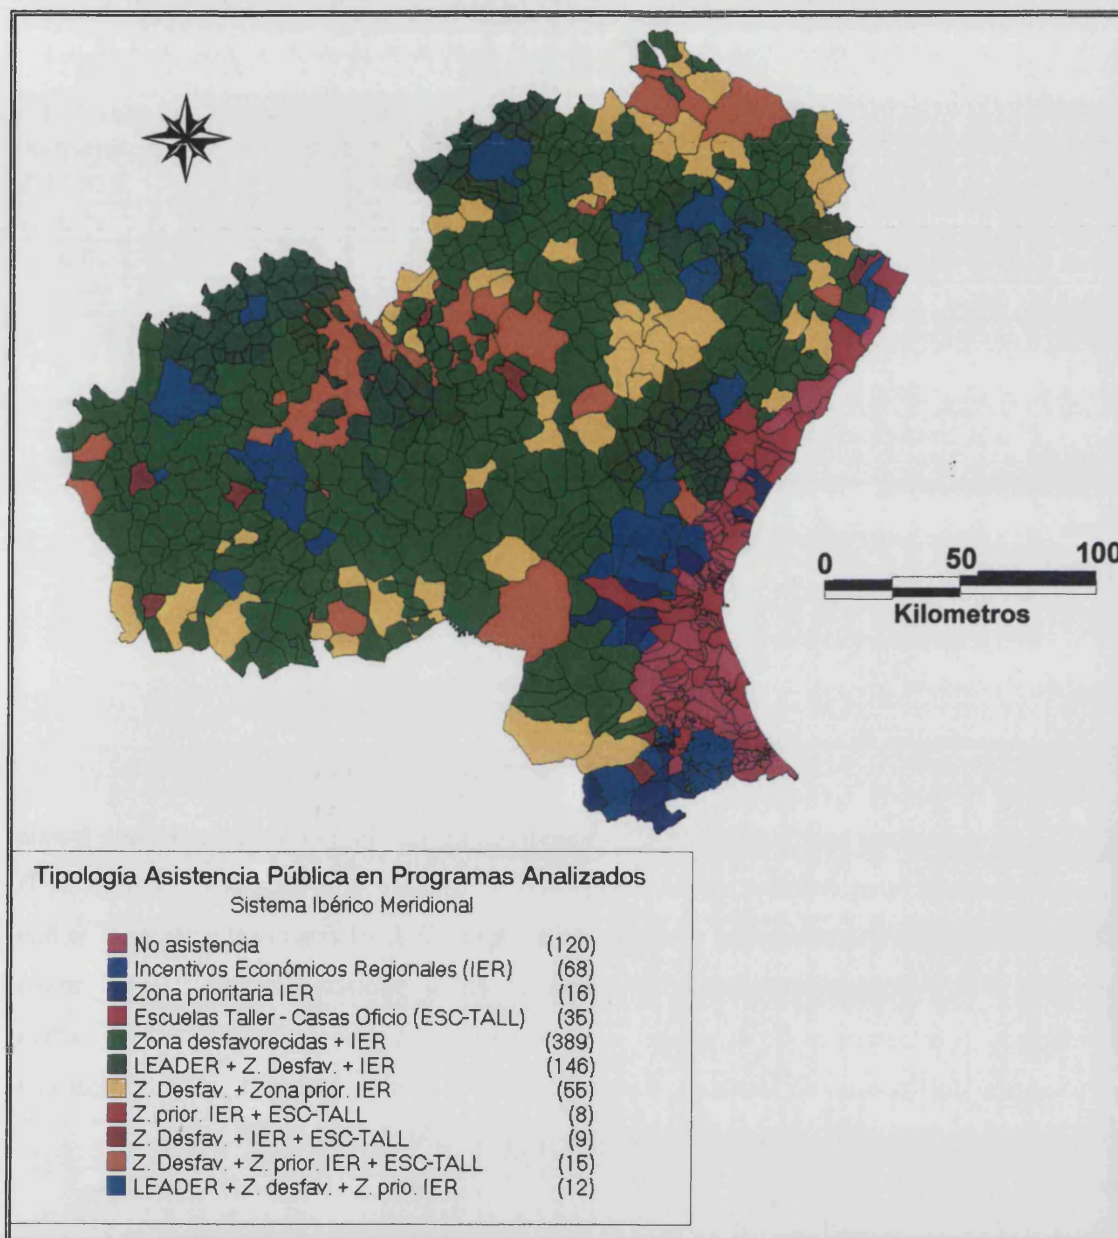 0 50 100
Kilometros
Tipología Asistencia Pública en Programas Analizados
Sistema Ibérico Meridional
No asistencia (120)
Incentivos Económicos Regionales (IER) (68)
Zona prioritaria IER (16)
Escuelas Taller - Casas Oficio (ESC-TALL) (35)
Zona desfavorecidas + IER (389)
LEADER + Z. Desfav. + IER (146)
Z. Desfav. + Zona prior. IER (55)
Z. prior. IER + ESC-TALL (8)
Z. Desfav. + IER + ESC-TALL (9)
Z. Desfav. + Z. prior. IER + ESC-TALL (15)
LEADER + Z. desfav. + Z. prio. IER (12)